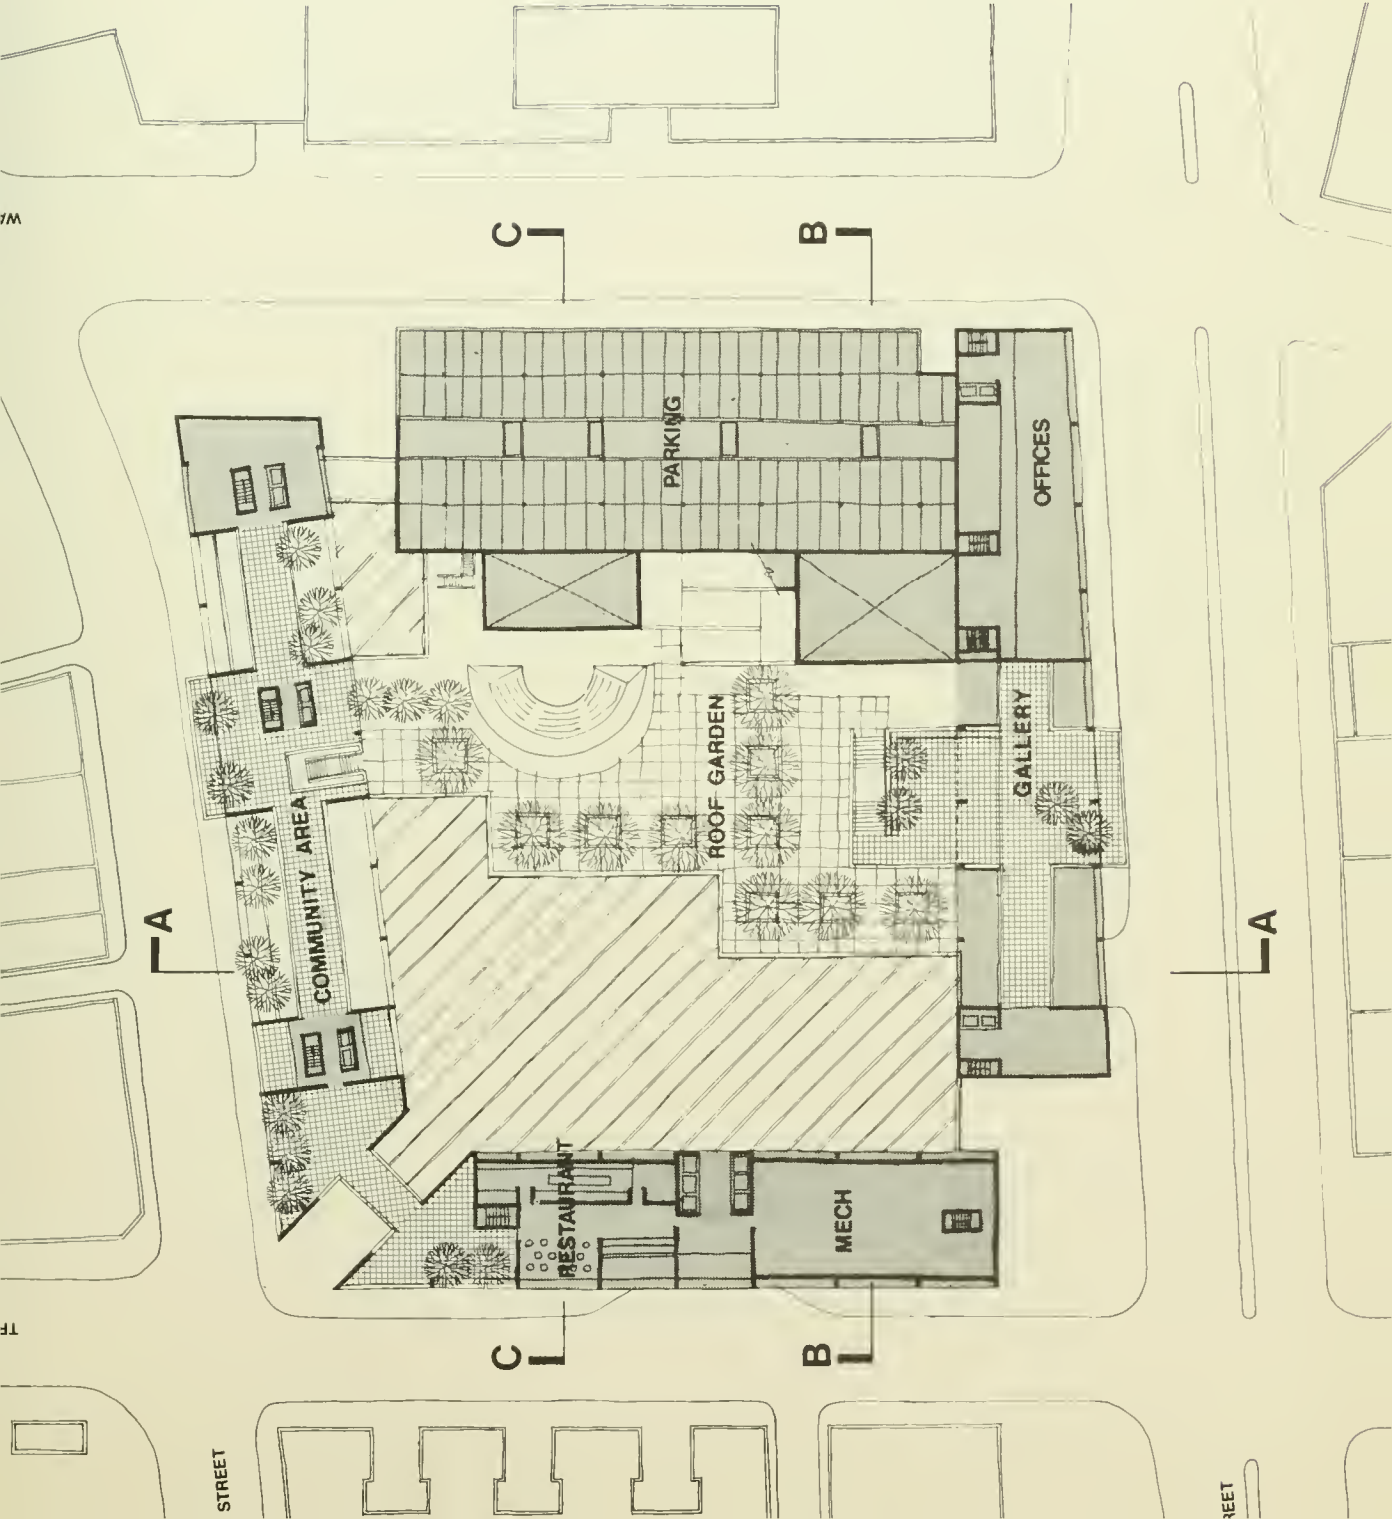 C
B
PARKING
OFFICES
ROOF GARDEN
GALLERY
COMMUNITY AREA
A
A
RESTAURANT
MECH
C
B
STREET